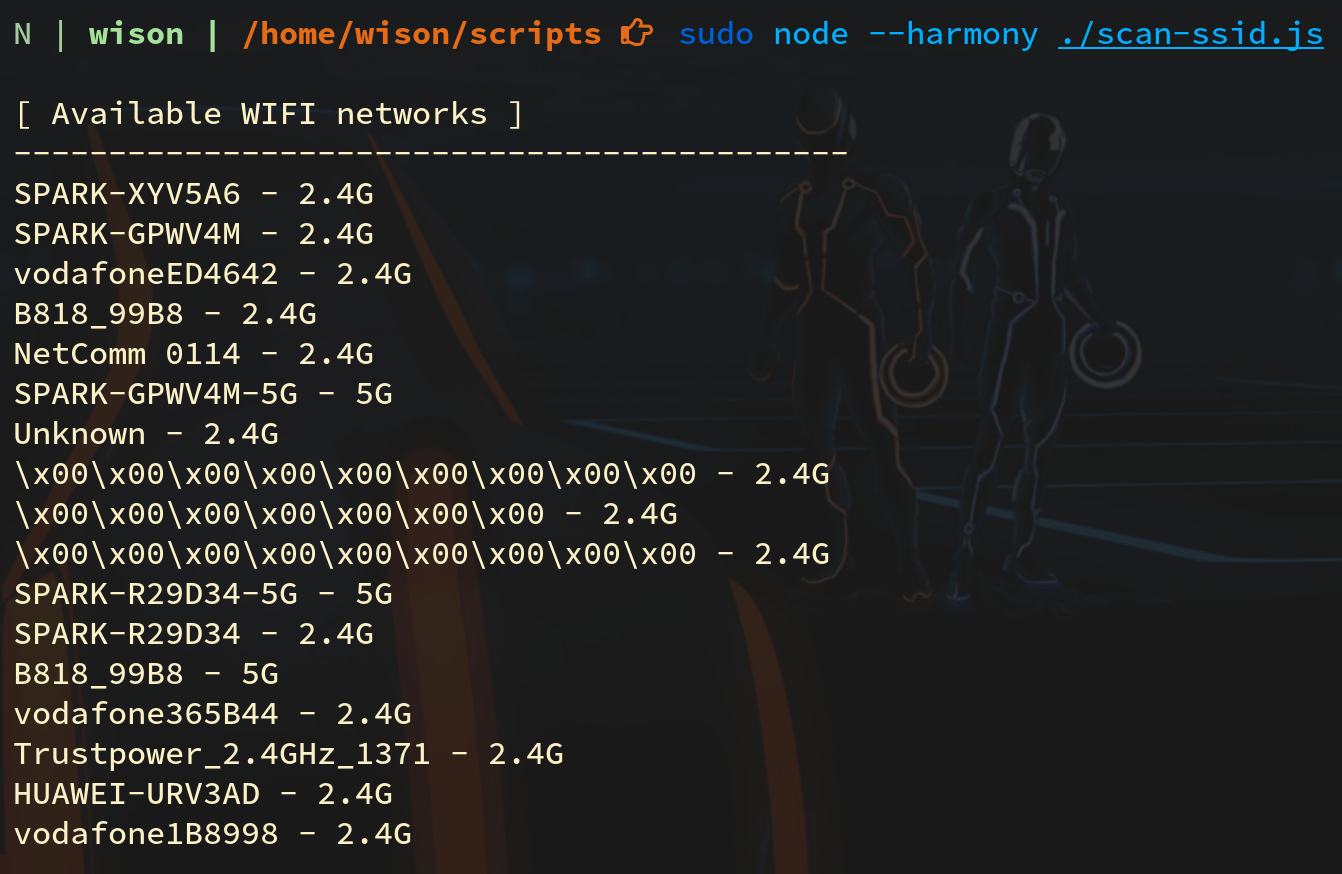 N | wison | /home/wison/scripts 👉 sudo node --harmony ./scan-ssid.js
[ Available WIFI networks ]
--------------------------------------------
SPARK-XYV5A6 - 2.4G
SPARK-GPWV4M - 2.4G
vodafoneED4642 - 2.4G
B818_99B8 - 2.4G
NetComm 0114 - 2.4G
SPARK-GPWV4M-5G - 5G
Unknown - 2.4G
\x00\x00\x00\x00\x00\x00\x00\x00\x00 - 2.4G
\x00\x00\x00\x00\x00\x00\x00 - 2.4G
\x00\x00\x00\x00\x00\x00\x00\x00\x00 - 2.4G
SPARK-R29D34-5G - 5G
SPARK-R29D34 - 2.4G
B818_99B8 - 5G
vodafone365B44 - 2.4G
Trustpower_2.4GHz_1371 - 2.4G
HUAWEI-URV3AD - 2.4G
vodafone1B8998 - 2.4G